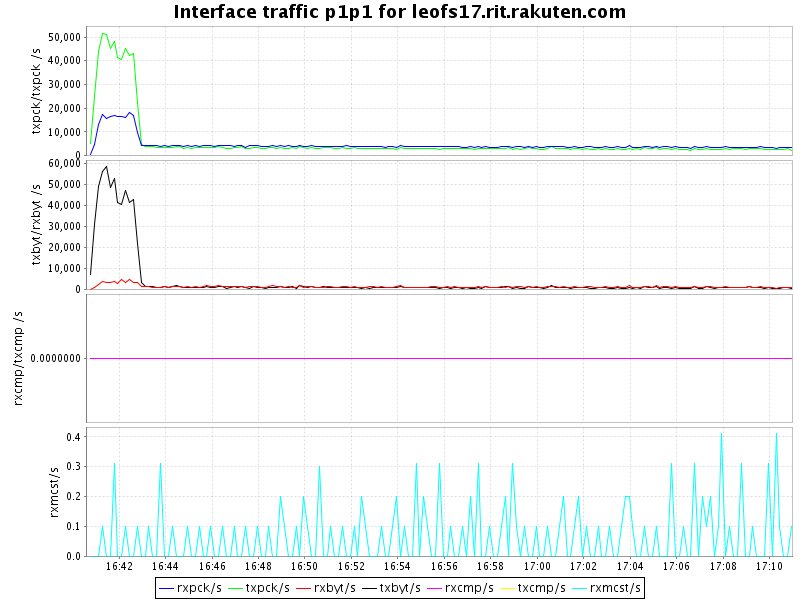 Interface traffic p1p1 for leofs17.rit.rakuten.com
txpck/txpck /s
50,000
40,000
30,000
20,000
10,000
0
txbyt/rxbyt /s
60,000
50,000
40,000
30,000
20,000
10,000
0
rxcmp/txcmp /s
0.0000000
rxmcst/s
0.4
0.3
0.2
0.1
0.0
16:42 16:44 16:46 16:48 16:50 16:52 16:54 16:56 16:58 17:00 17:02 17:04 17:06 17:08 17:10
rxpck/s txpck/s rxbyt/s txbyt/s rxcmp/s txcmp/s rxmcst/s